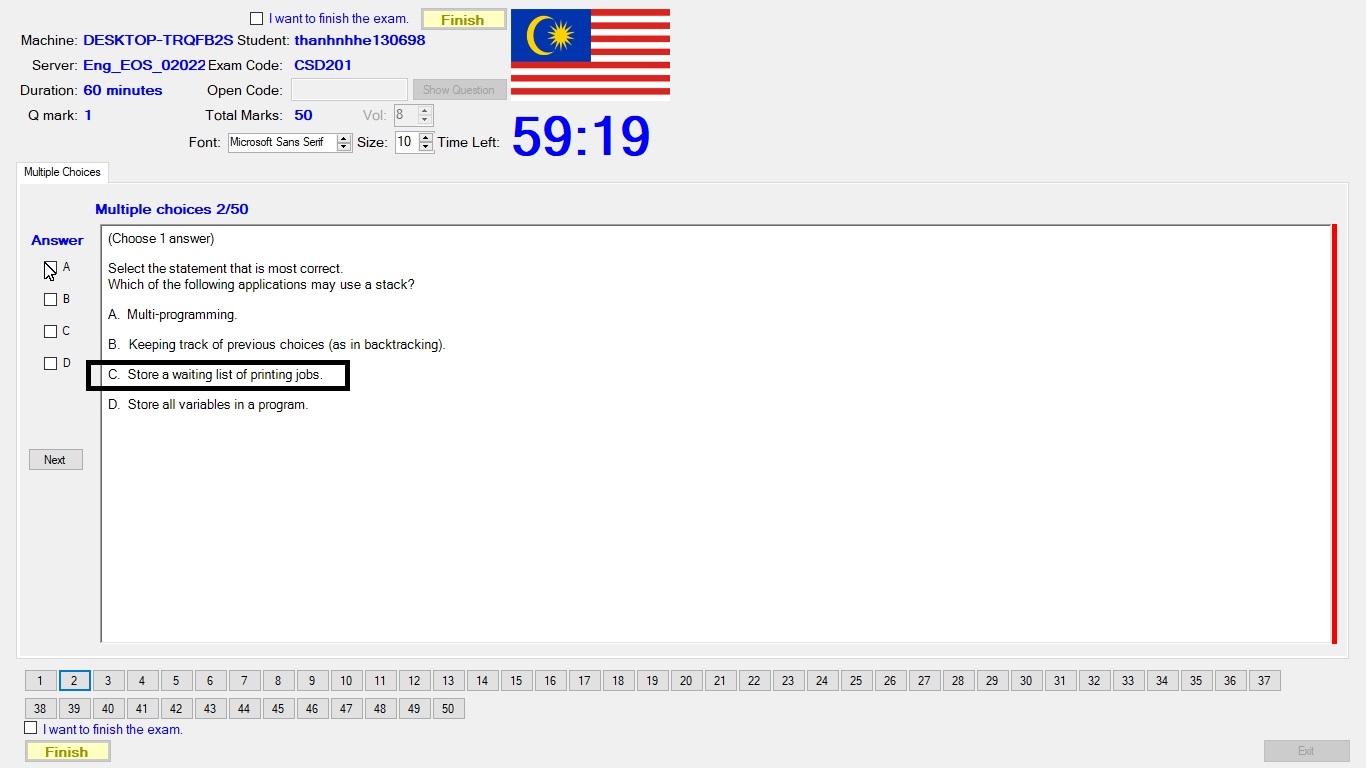 I want to finish the exam. Finish
Machine: DESKTOP-TRQFB2S Student: thanhnhhe130698
Server: Eng_EOS_02022 Exam Code: CSD201
Duration: 60 minutes Open Code: Show Question
Q mark: 1 Total Marks: 50 Vol: 8
Font: Microsoft Sans Serif Size: 10 Time Left: 59:19
Multiple Choices
Multiple choices 2/50
Answer
A
B
C
D
Next
(Choose 1 answer)
Select the statement that is most correct.
Which of the following applications may use a stack?
A. Multi-programming.
B. Keeping track of previous choices (as in backtracking).
C. Store a waiting list of printing jobs.
D. Store all variables in a program.
1 2 3 4 5 6 7 8 9 10 11 12 13 14 15 16 17 18 19 20 21 22 23 24 25 26 27 28 29 30 31 32 33 34 35 36 37
38 39 40 41 42 43 44 45 46 47 48 49 50
I want to finish the exam.
Finish
Exit